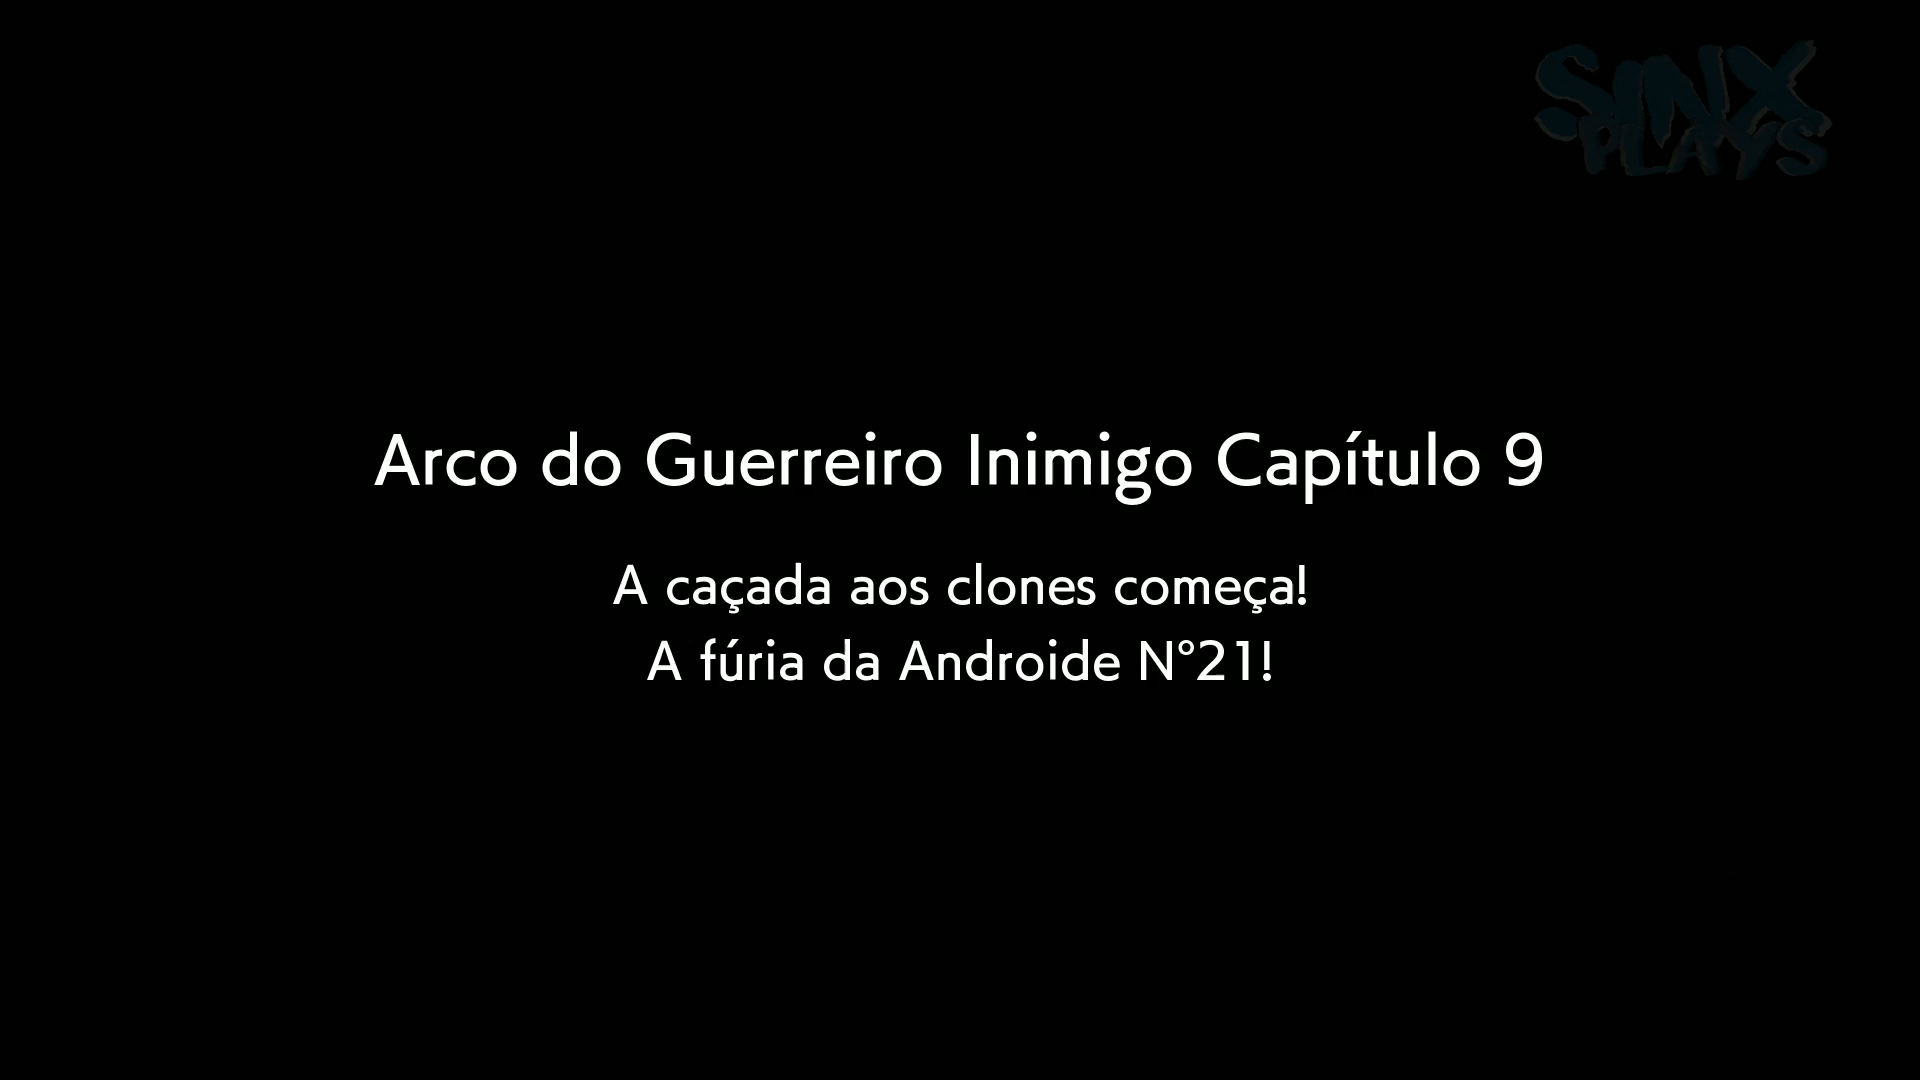 SINX
PLAYS
Arco do Guerreiro Inimigo Capítulo 9
A caçada aos clones começa!
A fúria da Androide N°21!